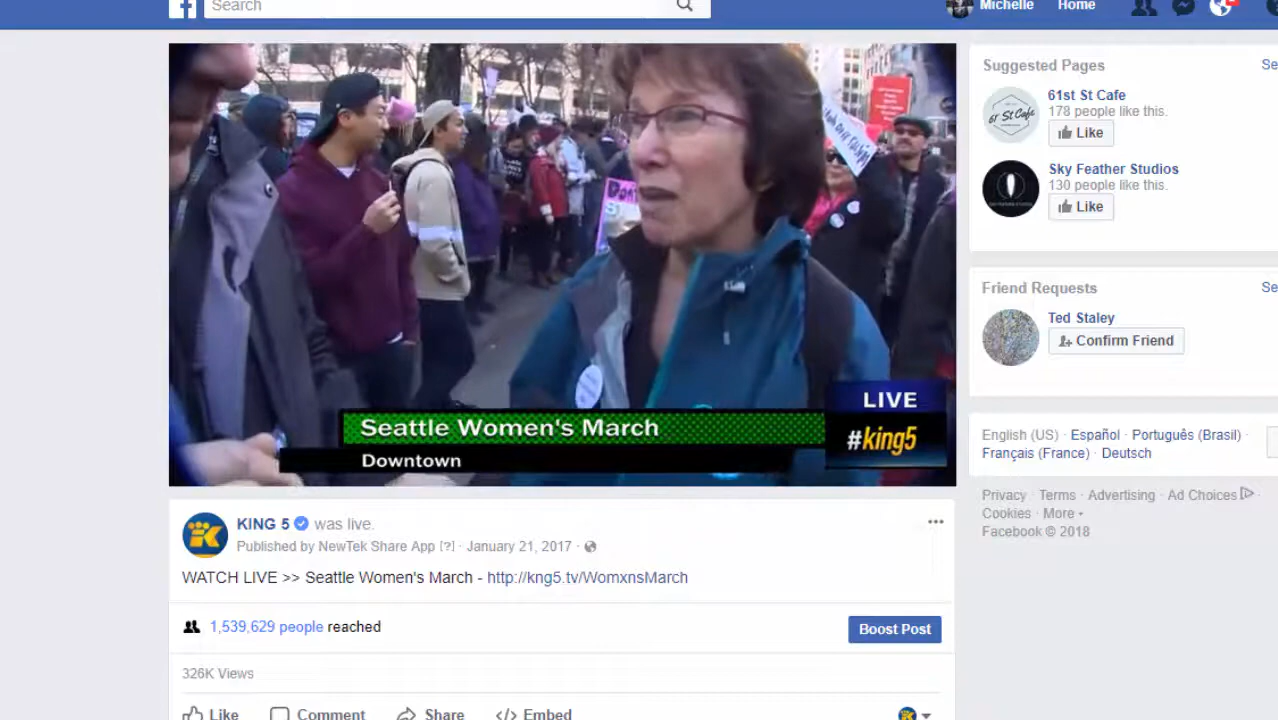 Search
Michelle Home
Seattle Women's March
Downtown
LIVE
#king5
KING 5 was live.
Published by NewTek Share App [?] · January 21, 2017 ·
WATCH LIVE >> Seattle Women's March - http://kng5.tv/WomxnsMarch
1,539,629 people reached
Boost Post
326K Views
Like Comment Share Embed
Suggested Pages
61st St Cafe
178 people like this.
Like
Sky Feather Studios
130 people like this.
Like
Friend Requests
Ted Staley
Confirm Friend
English (US) · Español · Português (Brasil) ·
Français (France) · Deutsch
Privacy · Terms · Advertising · Ad Choices ·
Cookies · More
Facebook © 2018